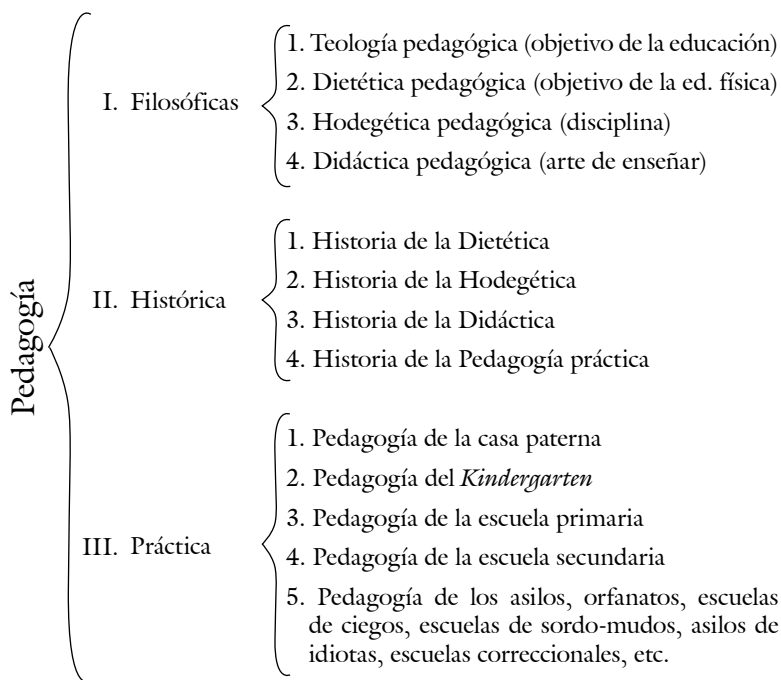 Pedagogía
I. Filosóficas
1. Teología pedagógica (objetivo de la educación)
2. Dietética pedagógica (objetivo de la ed. física)
3. Hodegética pedagógica (disciplina)
4. Didáctica pedagógica (arte de enseñar)
II. Histórica
1. Historia de la Dietética
2. Historia de la Hodegética
3. Historia de la Didáctica
4. Historia de la Pedagogía práctica
III. Práctica
1. Pedagogía de la casa paterna
2. Pedagogía del Kindergarten
3. Pedagogía de la escuela primaria
4. Pedagogía de la escuela secundaria
5. Pedagogía de los asilos, orfanatos, escuelas
de ciegos, escuelas de sordo-mudos, asilos de
idiotas, escuelas correccionales, etc.